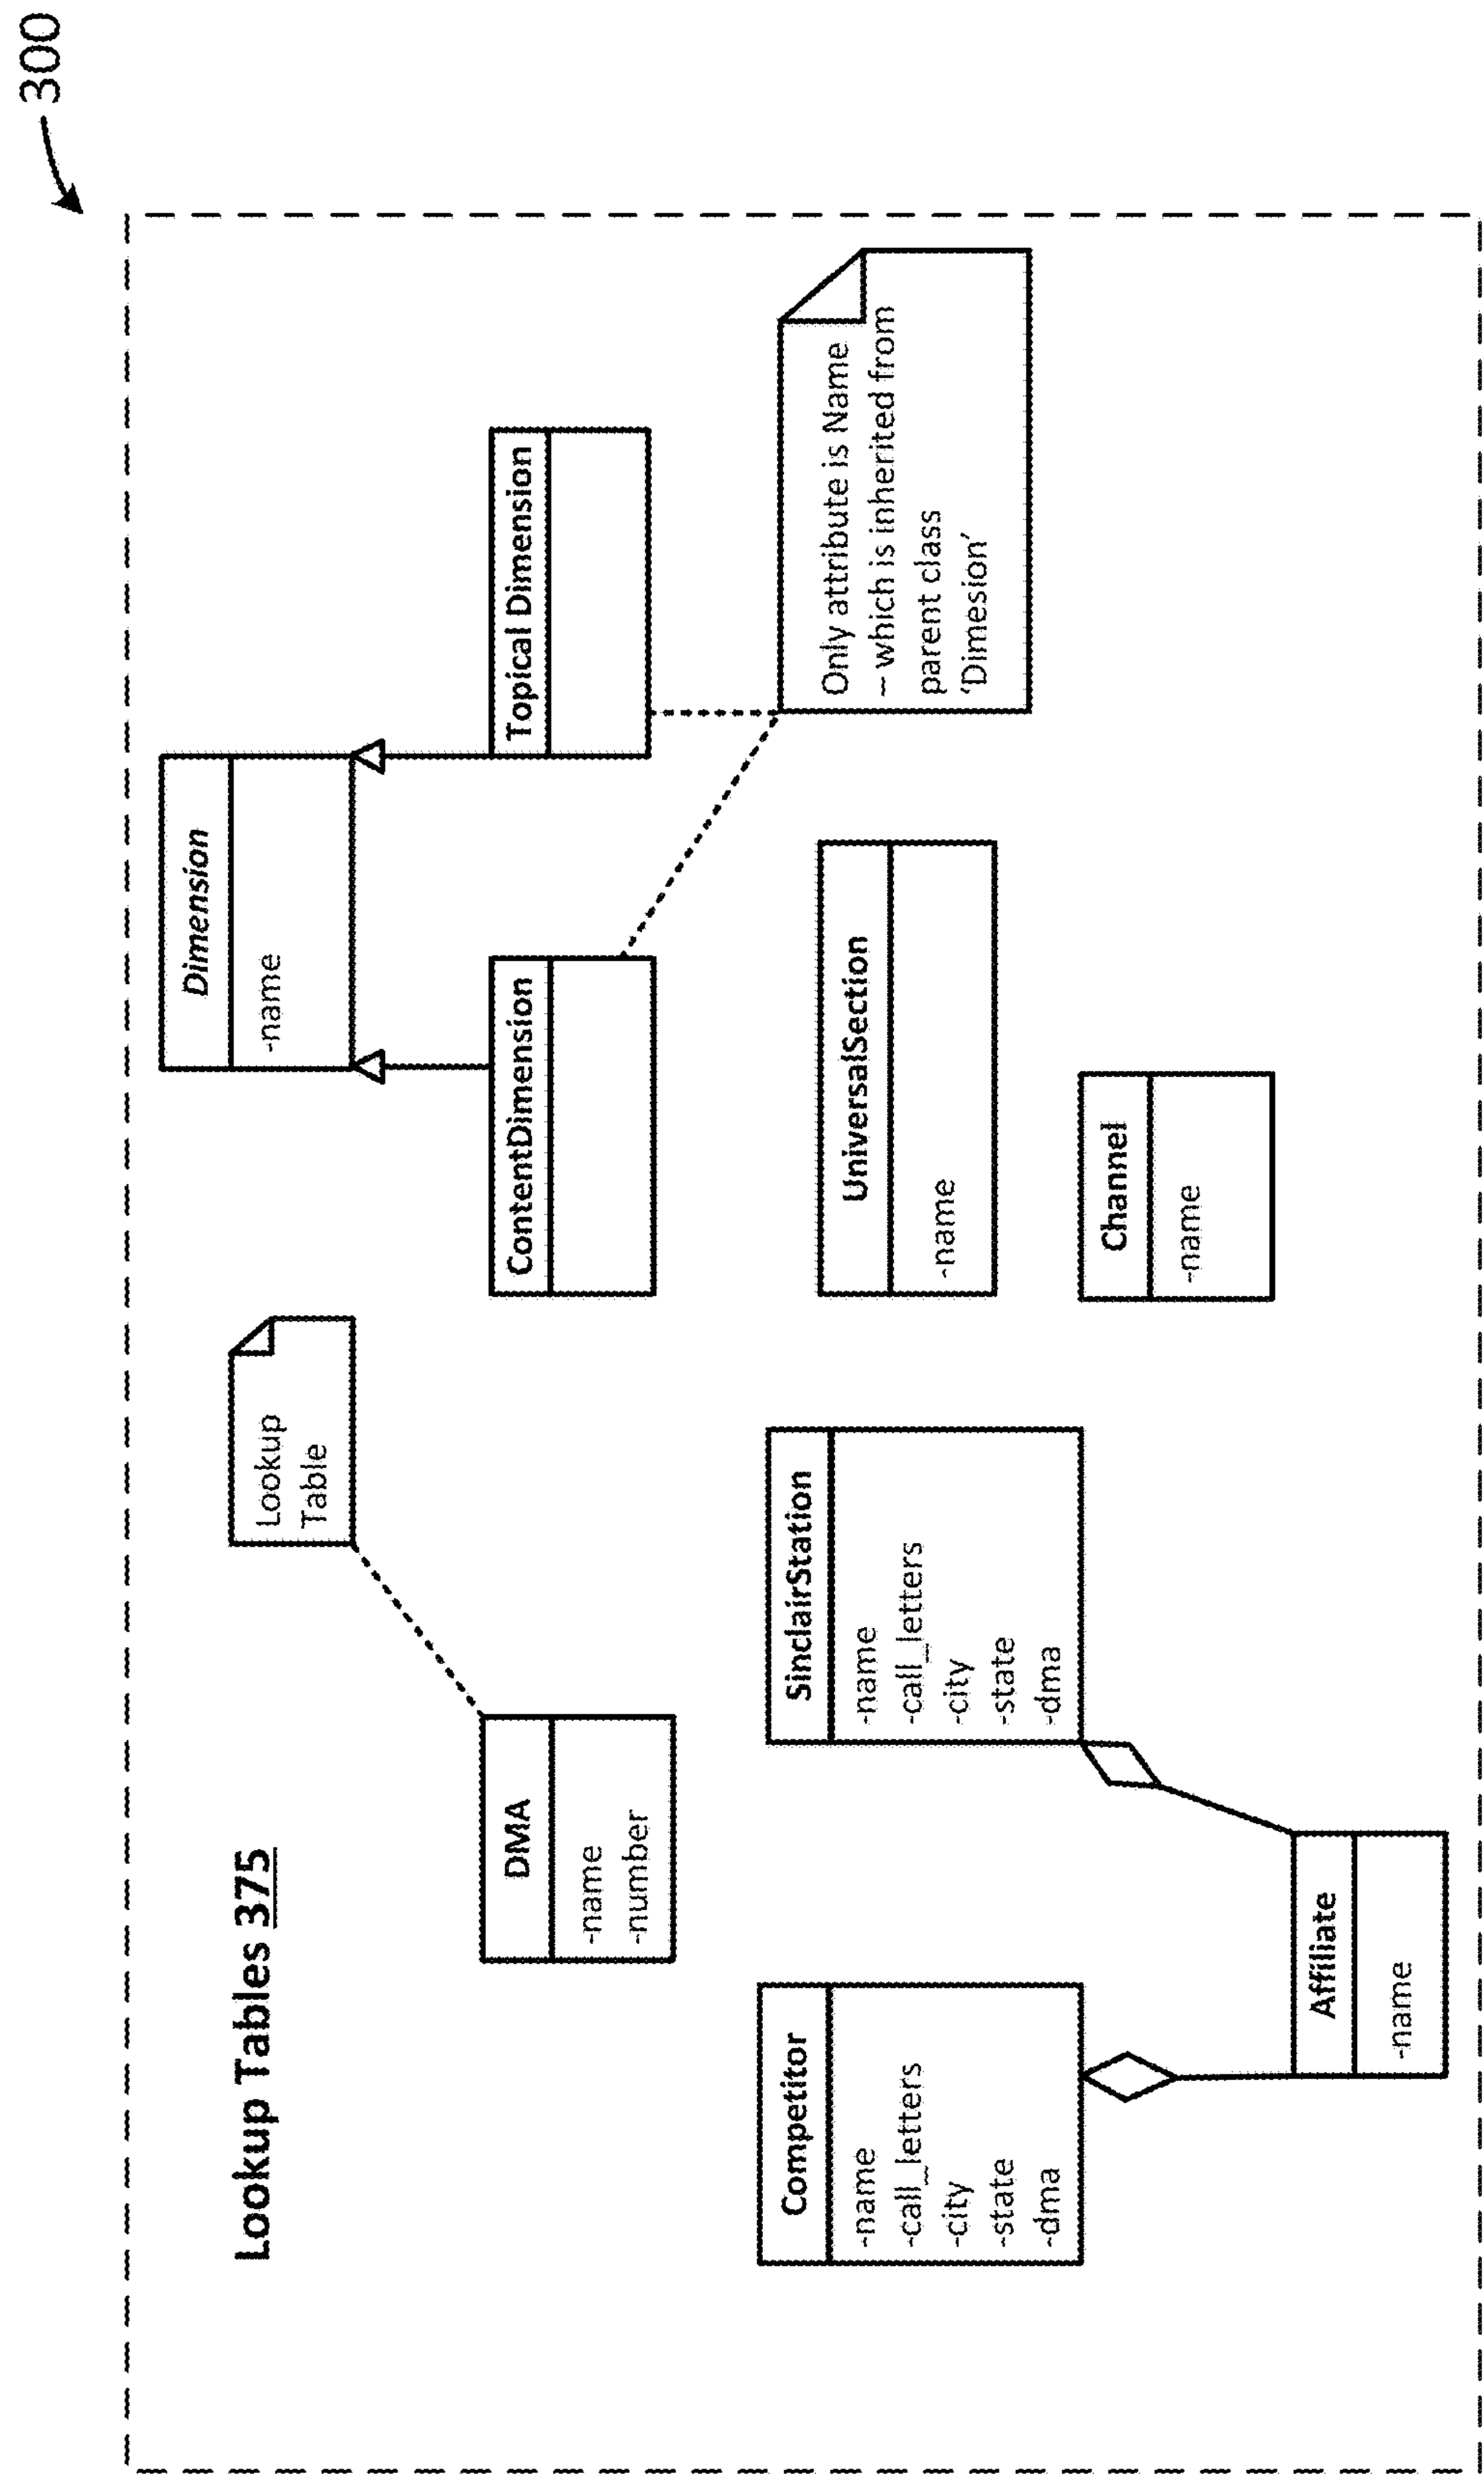 300
Lookup Tables 375
Lookup
Table
Dimension
-name
DMA
-name
-number
ContentDimension
Topical Dimension
Competitor
-name
-call_letters
-city
-state
-dma
SinclairStation
-name
-call_letters
-city
-state
-dma
UniversalSection
-name
Only attribute is Name
– which is inherited from
parent class
‘Dimesion’
Channel
-name
Affiliate
-name